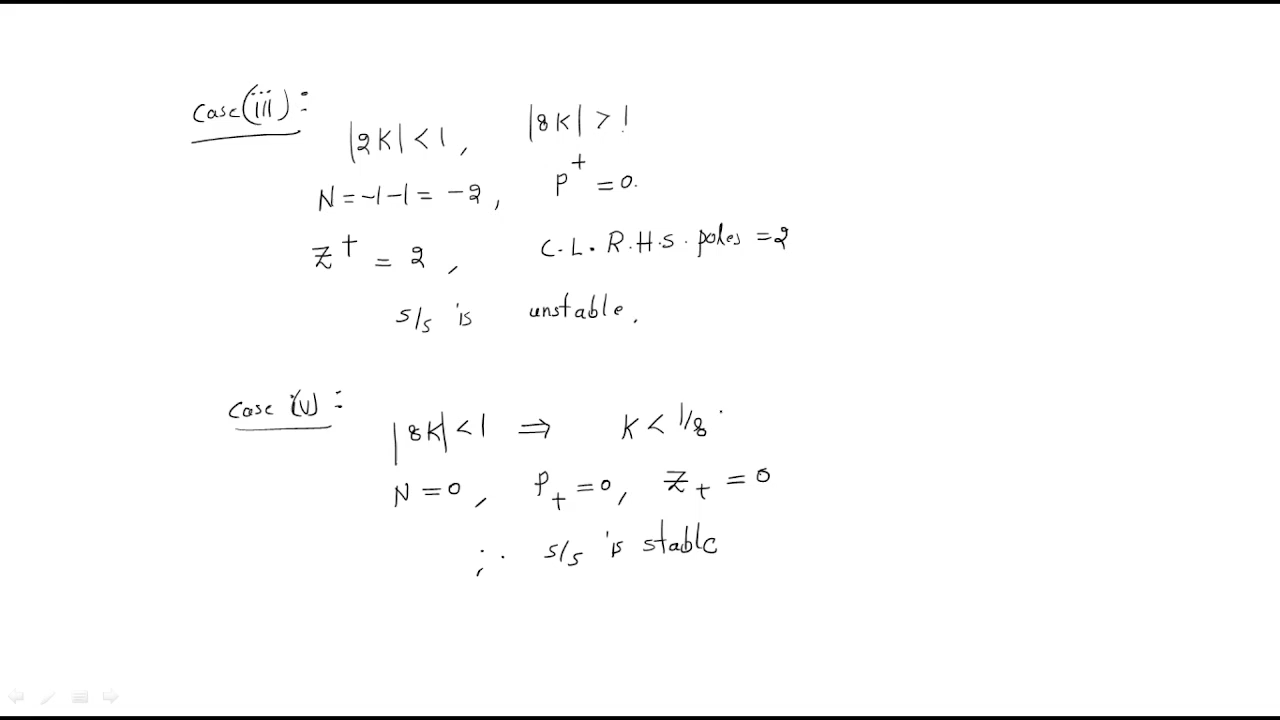 Case(iii):
|2K| < 1, |8K| > 1
N = -1-1 = -2, P⁺ = 0.
Z⁺ = 2, C.L. R.H.S. poles = 2
s/s is unstable.
Case (iv):
|8K| < 1 ⇒ K < 1/8
N = 0, P₊ = 0, Z₊ = 0
∴ s/s is stable